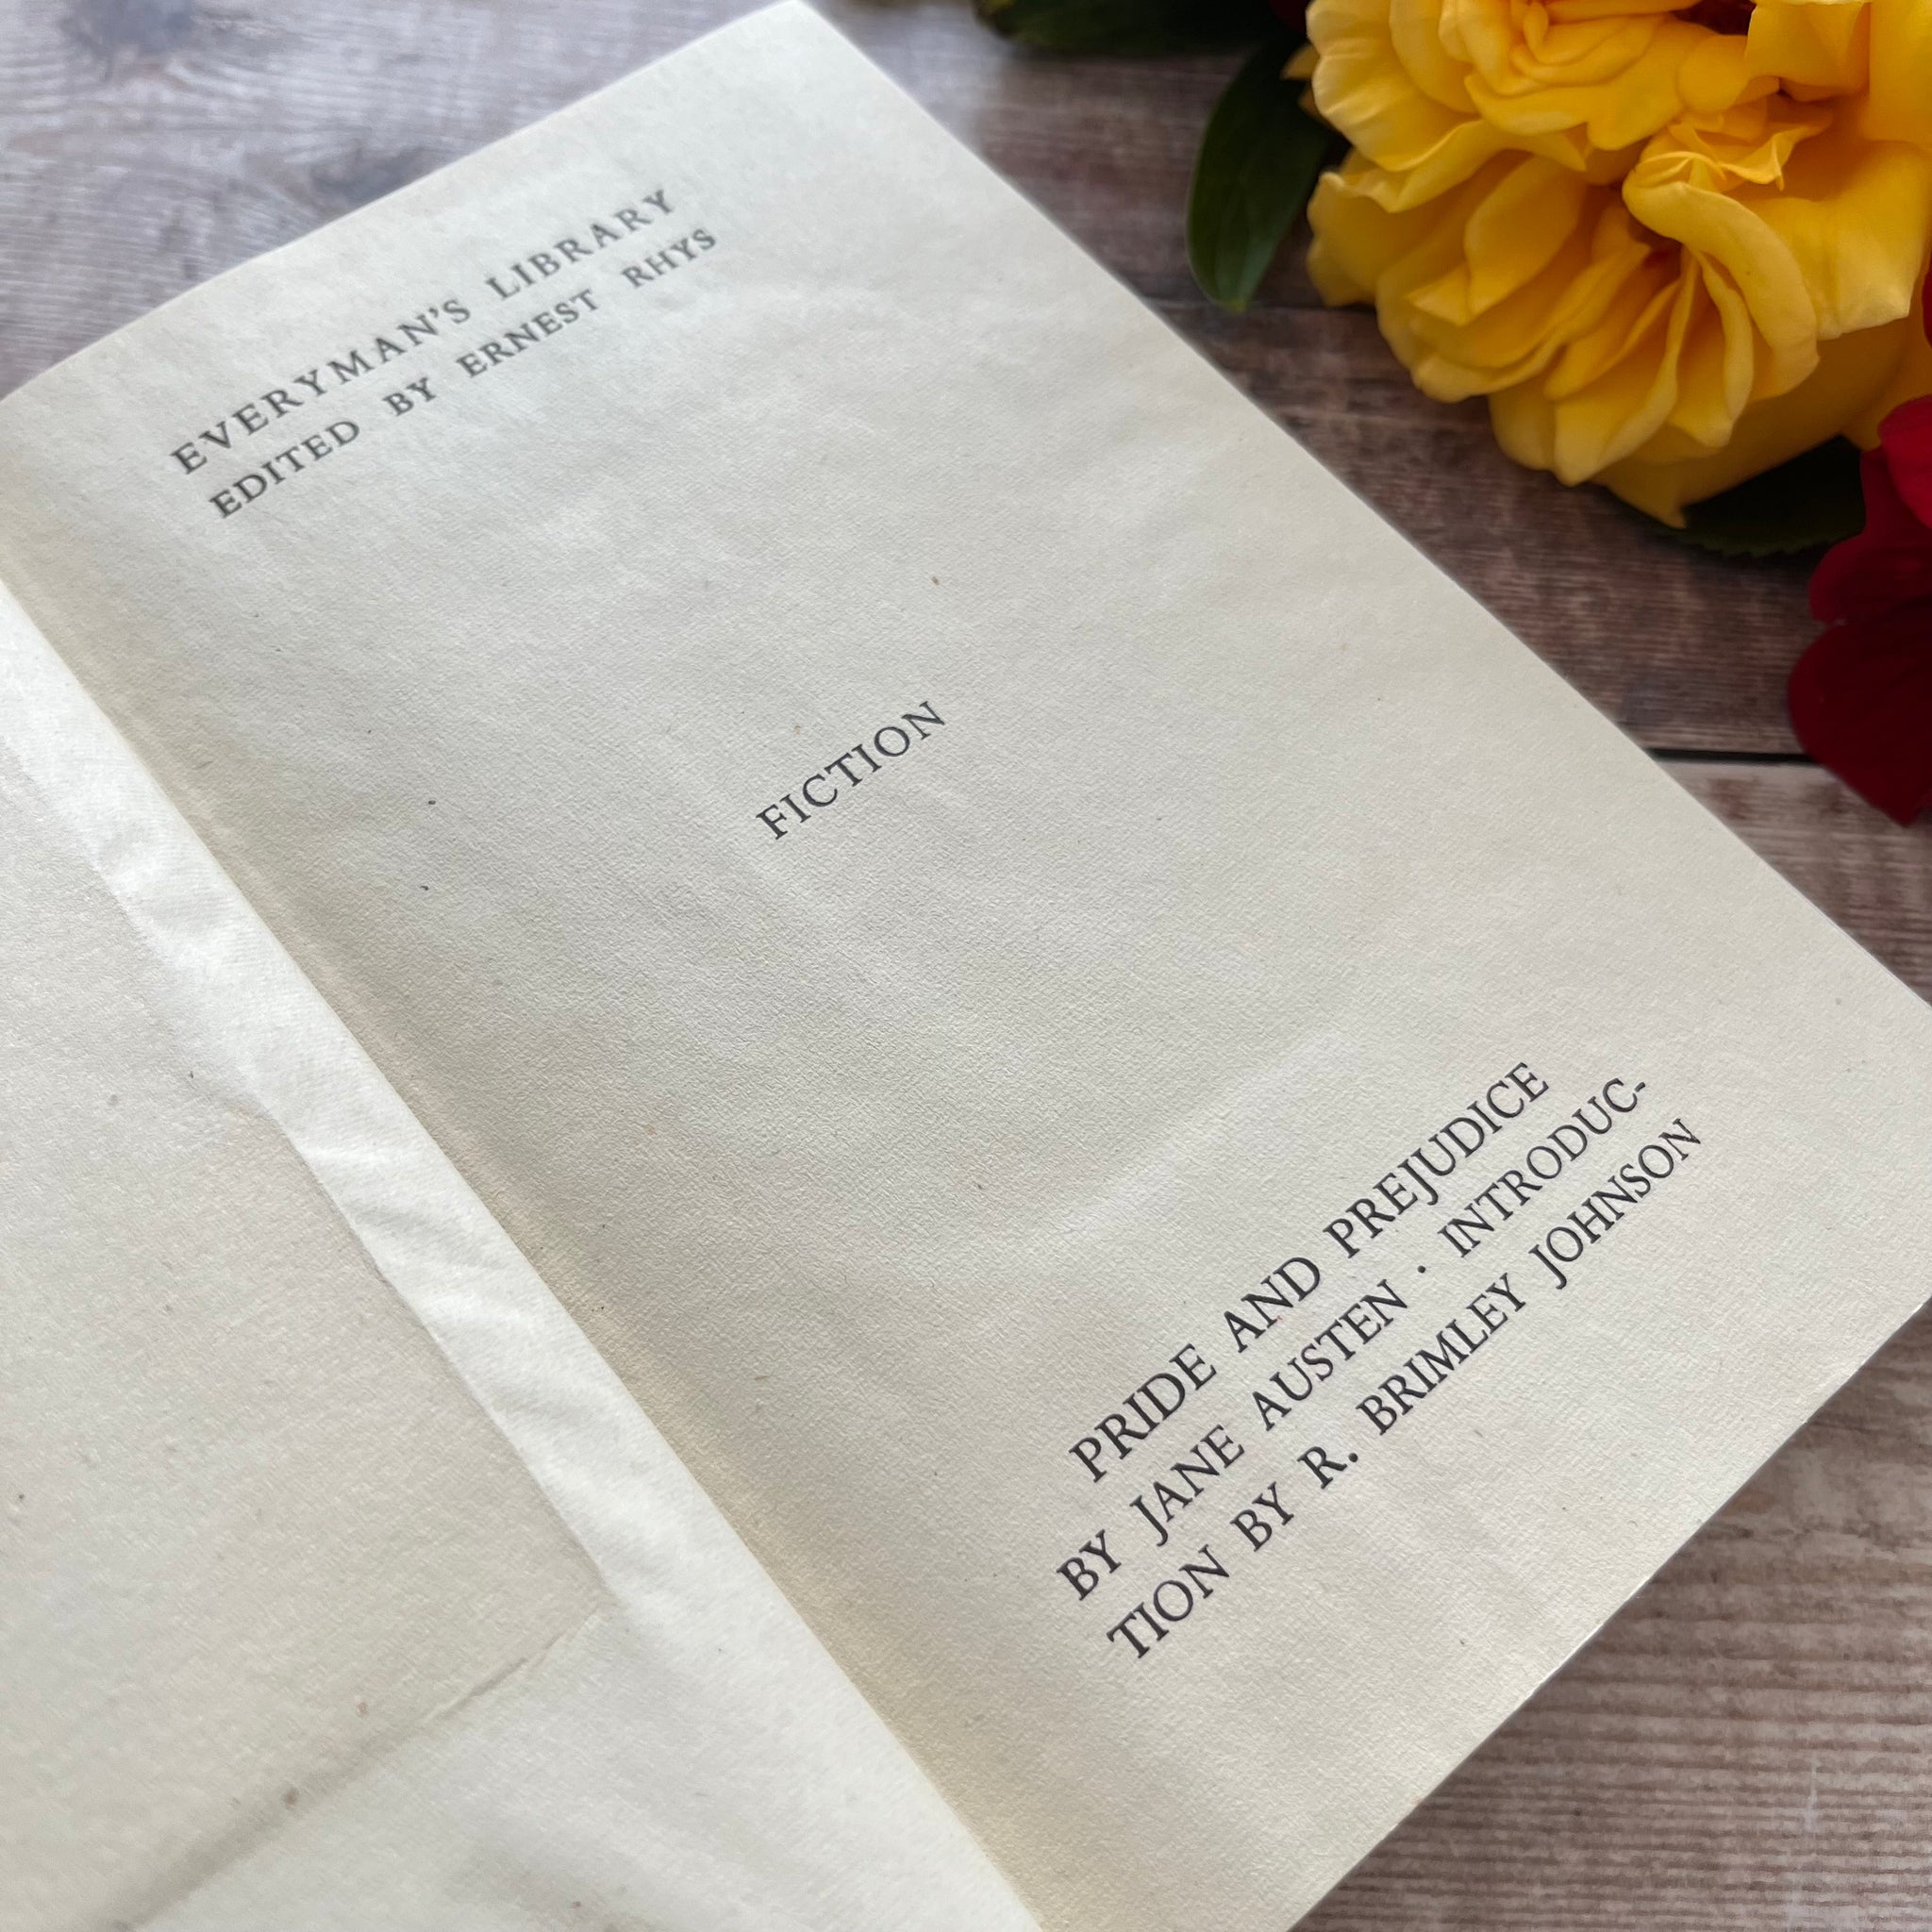 EVERYMAN'S LIBRARY
EDITED BY ERNEST RHYS
FICTION
PRIDE AND PREJUDICE
BY JANE AUSTEN · INTRODUC-
TION BY R. BRIMLEY JOHNSON